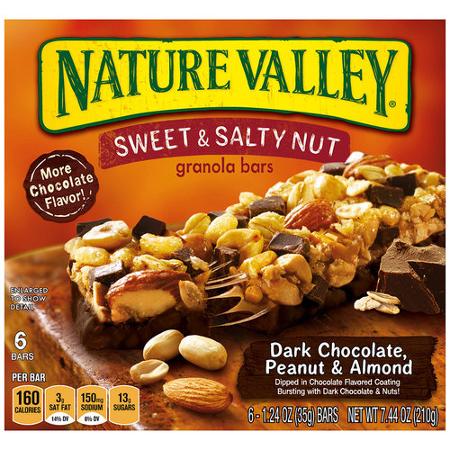 NATURE VALLEY®
SWEET & SALTY NUT
granola bars
More
Chocolate
Flavor!
ENLARGED
TO SHOW
DETAIL
6
BARS
PER BAR
160
CALORIES
3g
SAT FAT
14% DV
150mg
SODIUM
6% DV
13g
SUGARS
Dark Chocolate,
Peanut & Almond
Dipped in Chocolate Flavored Coating
Bursting with Dark Chocolate & Nuts!
6 - 1.24 OZ (35g) BARS NET WT 7.44 OZ (210g)